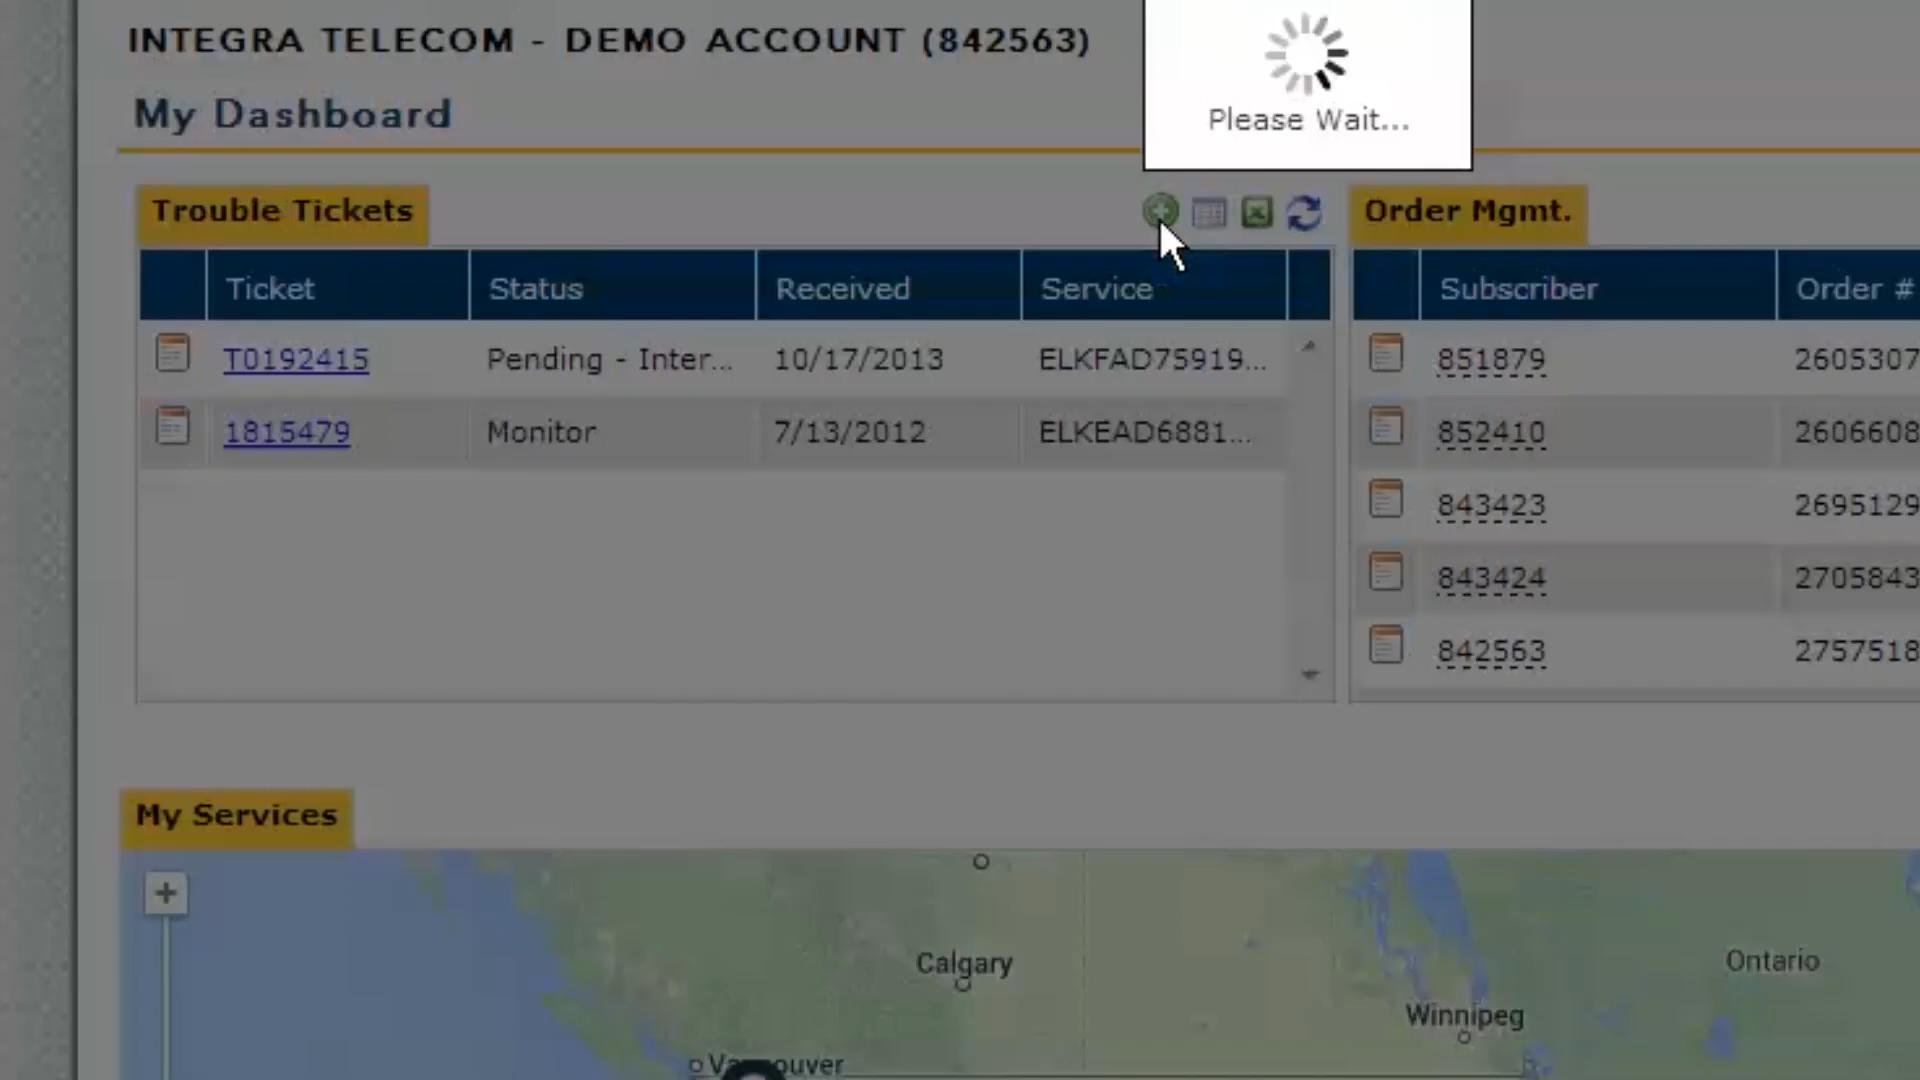 INTEGRA TELECOM - DEMO ACCOUNT (842563)
Please Wait...
My Dashboard
Trouble Tickets
Ticket Status Received Service
T0192415 Pending - Inter... 10/17/2013 ELKFAD75919...
1815479 Monitor 7/13/2012 ELKEAD6881...
Order Mgmt.
Subscriber Order #
851879 2605307
852410 2606608
843423 2695129
843424 2705843
842563 2757518
My Services
+
Calgary
Ontario
Winnipeg